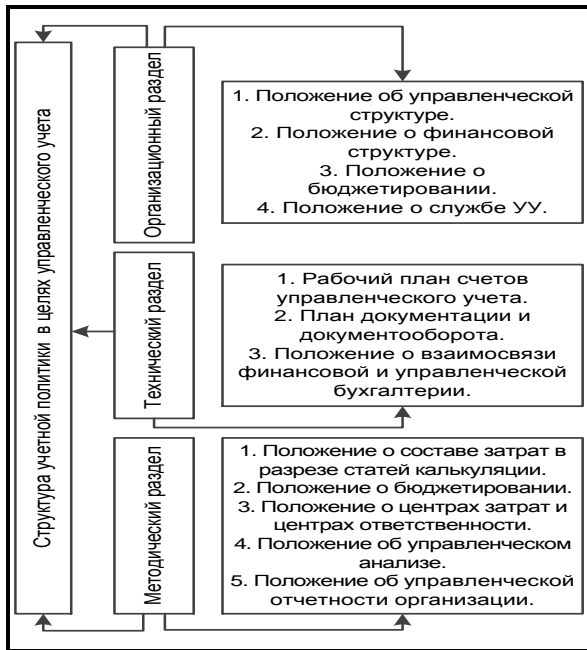 Структура учетной политики в целях управленческого учета
Организационный раздел
1. Положение об управленческой
структуре.
2. Положение о финансовой
структуре.
3. Положение о
бюджетировании.
4. Положение о службе УУ.
Технический раздел
1. Рабочий план счетов
управленческого учета.
2. План документации и
документооборота.
3. Положение о взаимосвязи
финансовой и управленческой
бухгалтерии.
Методический раздел
1. Положение о составе затрат в
разрезе статей калькуляции.
2. Положение о бюджетировании.
3. Положение о центрах затрат и
центрах ответственности.
4. Положение об управленческом
анализе.
5. Положение об управленческой
отчетности организации.